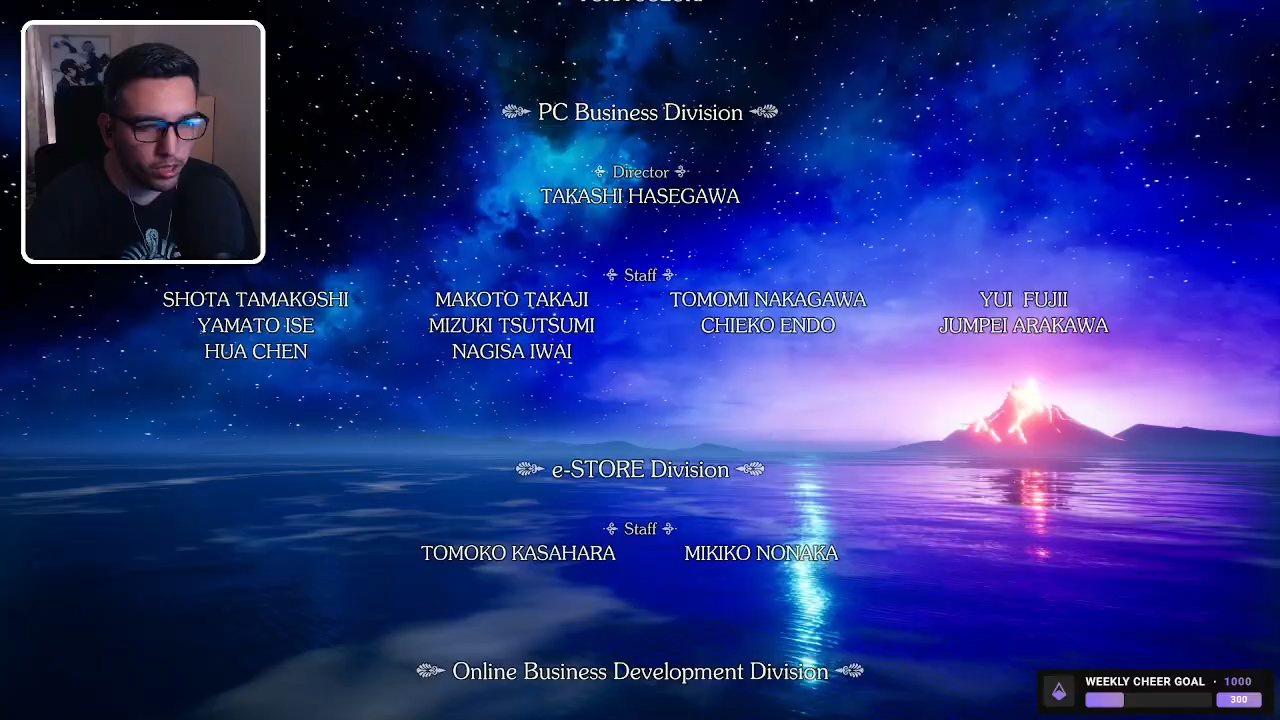 PC Business Division
Director
TAKASHI HASEGAWA
Staff
SHOTA TAMAKOSHI MAKOTO TAKAJI TOMOMI NAKAGAWA YUI FUJII
YAMATO ISE MIZUKI TSUTSUMI CHIEKO ENDO JUMPEI ARAKAWA
HUA CHEN NAGISA IWAI
e-STORE Division
Staff
TOMOKO KASAHARA MIKIKO NONAKA
Online Business Development Division
WEEKLY CHEER GOAL · 1000
300